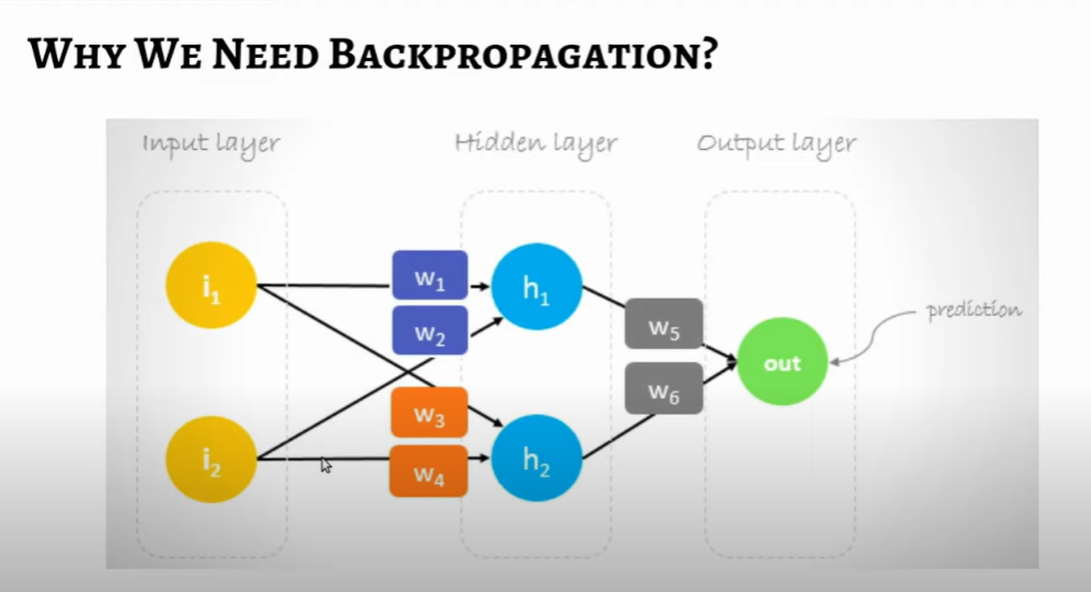 WHY WE NEED BACKPROPAGATION?
Input layer
Hidden layer
Output layer
i1
w1
h1
w2
w5
prediction
out
w3
w6
i2
w4
h2